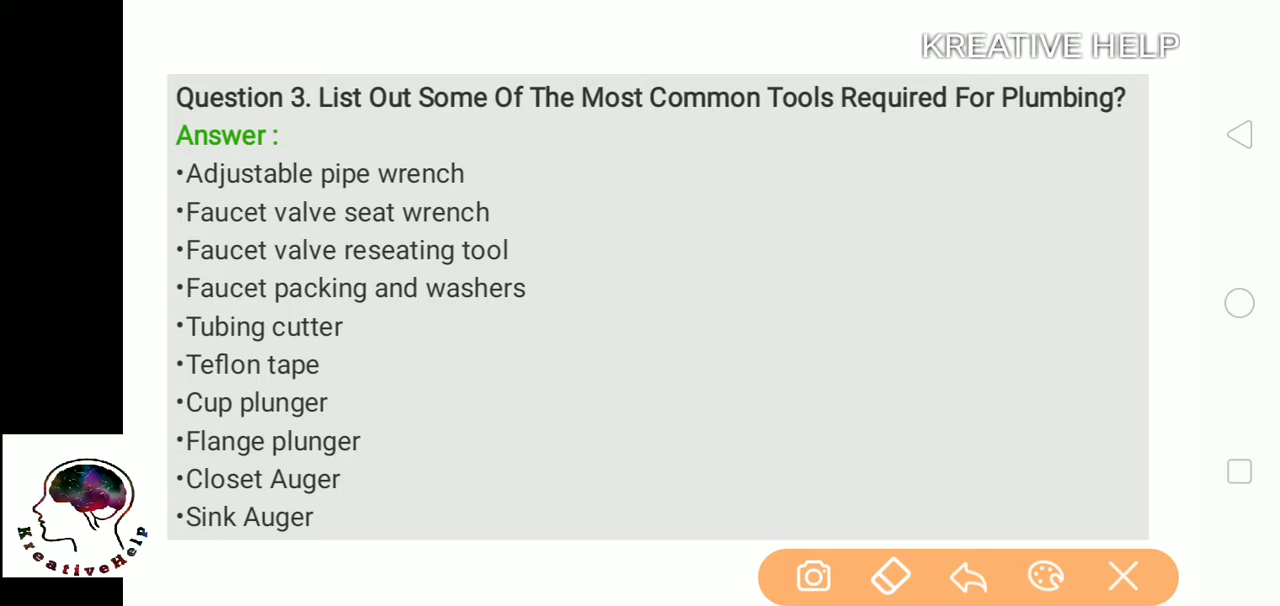 KREATIVE HELP
Question 3. List Out Some Of The Most Common Tools Required For Plumbing?
Answer :
•Adjustable pipe wrench
•Faucet valve seat wrench
•Faucet valve reseating tool
•Faucet packing and washers
•Tubing cutter
•Teflon tape
•Cup plunger
•Flange plunger
•Closet Auger
•Sink Auger
KreativeHelp